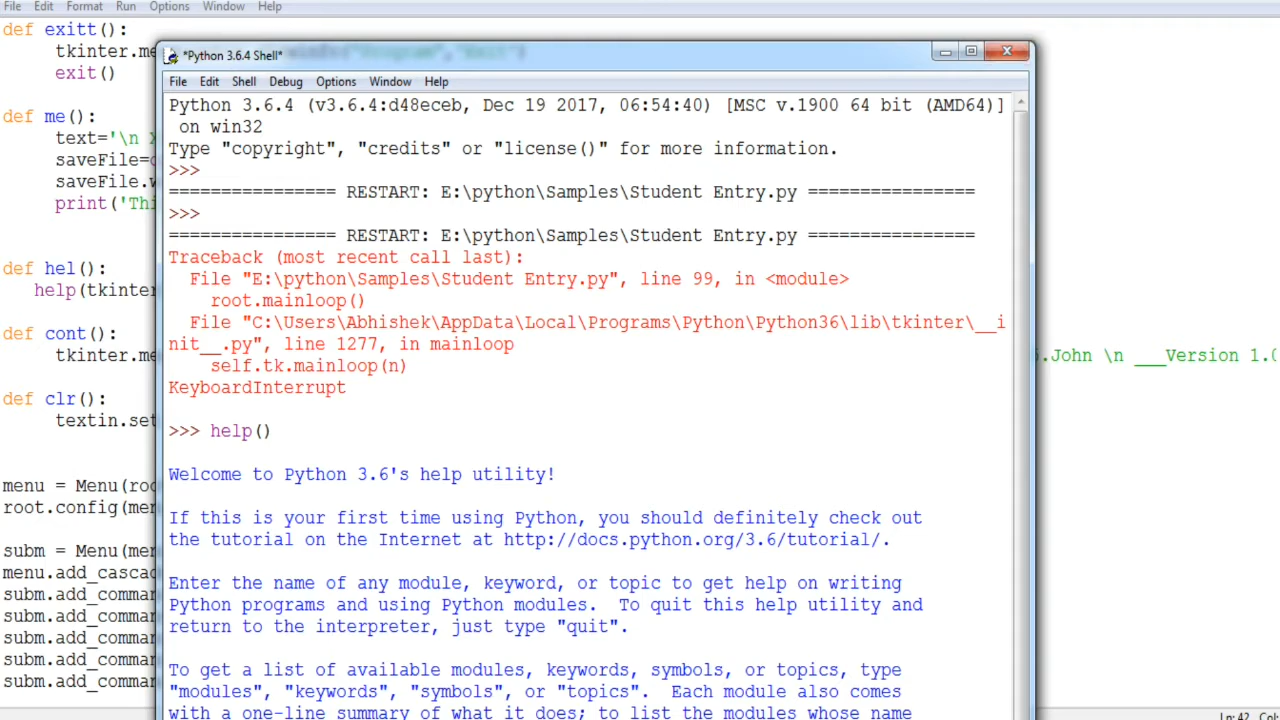 File Edit Format Run Options Window Help
def exitt():
tkinter.me
exit()
def me():
text='\n
saveFile=
saveFile.
print('Thi
def hel():
help(tkinter
def cont():
tkinter.me
.John \n ___Version 1.
def clr():
textin.set
menu = Menu(roo
root.config(men
subm = Menu(men
menu.add_casca
subm.add_comma
subm.add_comma
subm.add_comma
subm.add_comma
subm.add_comma
Ln: 42 Col:
*Python 3.6.4 Shell*
File Edit Shell Debug Options Window Help
Python 3.6.4 (v3.6.4:d48eceb, Dec 19 2017, 06:54:40) [MSC v.1900 64 bit (AMD64)]
on win32
Type "copyright", "credits" or "license()" for more information.
>>>
================ RESTART: E:\python\Samples\Student Entry.py ================
>>>
================ RESTART: E:\python\Samples\Student Entry.py ================
Traceback (most recent call last):
File "E:\python\Samples\Student Entry.py", line 99, in <module>
root.mainloop()
File "C:\Users\Abhishek\AppData\Local\Programs\Python\Python36\lib\tkinter\__i
nit__.py", line 1277, in mainloop
self.tk.mainloop(n)
KeyboardInterrupt
>>> help()
Welcome to Python 3.6's help utility!
If this is your first time using Python, you should definitely check out
the tutorial on the Internet at http://docs.python.org/3.6/tutorial/.
Enter the name of any module, keyword, or topic to get help on writing
Python programs and using Python modules.  To quit this help utility and
return to the interpreter, just type "quit".
To get a list of available modules, keywords, symbols, or topics, type
"modules", "keywords", "symbols", or "topics".  Each module also comes
with a one-line summary of what it does; to list the modules whose name